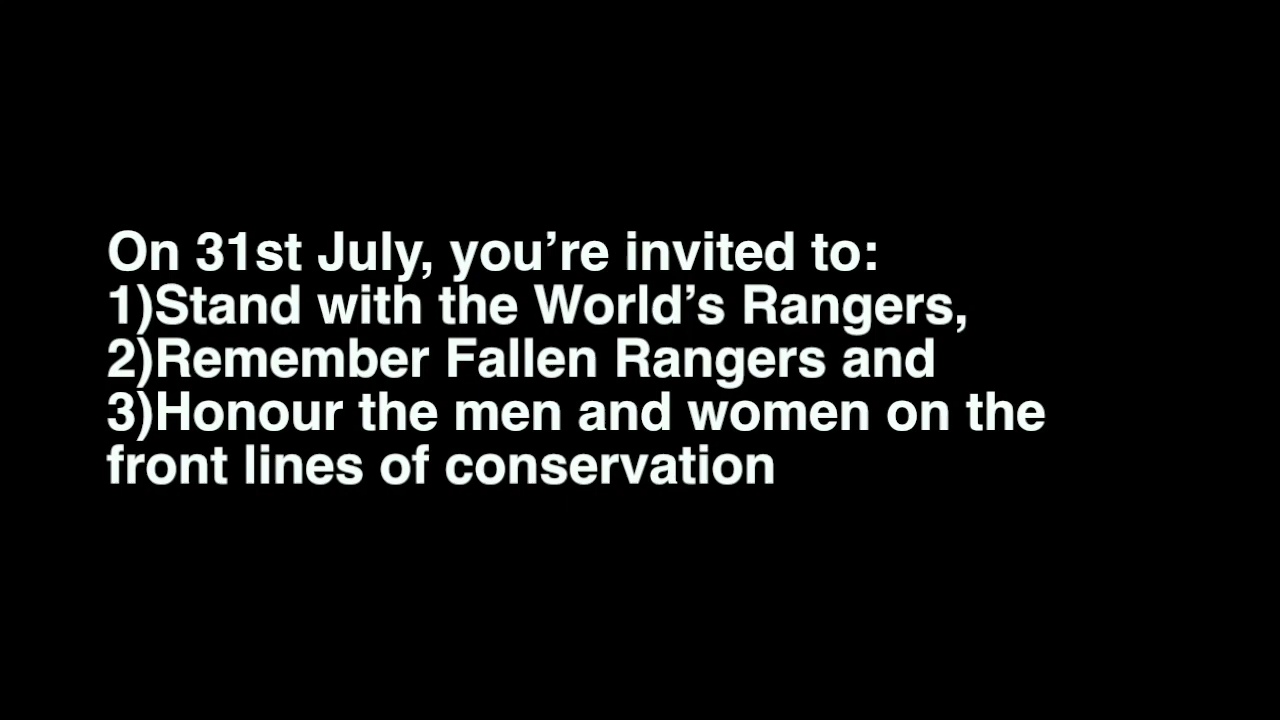 On 31st July, you’re invited to:
1)Stand with the World’s Rangers,
2)Remember Fallen Rangers and
3)Honour the men and women on the
front lines of conservation